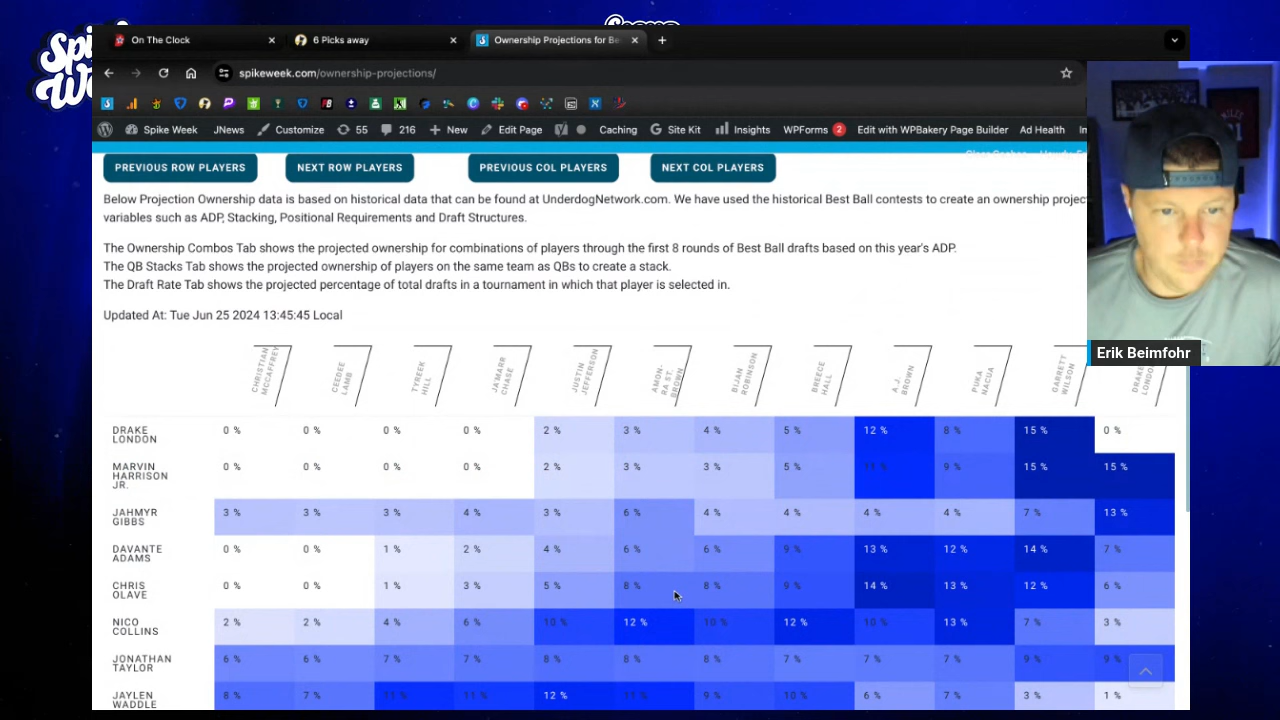 On The Clock
6 Picks away
Ownership Projections for Be
spikeweek.com/ownership-projections/
Spike Week
JNews
Customize
55
216
New
Edit Page
Caching
Site Kit
Insights
WPForms 2
Edit with WPBakery Page Builder
Ad Health
PREVIOUS ROW PLAYERS
NEXT ROW PLAYERS
PREVIOUS COL PLAYERS
NEXT COL PLAYERS
Below Projection Ownership data is based on historical data that can be found at UnderdogNetwork.com. We have used the historical Best Ball contests to create an ownership projec
variables such as ADP, Stacking, Positional Requirements and Draft Structures.
The Ownership Combos Tab shows the projected ownership for combinations of players through the first 8 rounds of Best Ball drafts based on this year's ADP.
The QB Stacks Tab shows the projected ownership of players on the same team as QBs to create a stack.
The Draft Rate Tab shows the projected percentage of total drafts in a tournament in which that player is selected in.
Updated At: Tue Jun 25 2024 13:45:45 Local
Erik Beimfohr
CHRISTIAN MCCAFFREY
CEEDEE LAMB
TYREEK HILL
JA'MARR CHASE
JUSTIN JEFFERSON
AMON-RA ST. BROWN
BIJAN ROBINSON
BREECE HALL
A.J. BROWN
PUKA NACUA
GARRETT WILSON
DRAKE LONDON
DRAKE LONDON 0 % 0 % 0 % 0 % 2 % 3 % 4 % 5 % 12 % 8 % 15 % 0 %
MARVIN HARRISON JR. 0 % 0 % 0 % 0 % 2 % 3 % 3 % 5 % 11 % 9 % 15 % 15 %
JAHMYR GIBBS 3 % 3 % 3 % 4 % 3 % 6 % 4 % 4 % 4 % 4 % 7 % 13 %
DAVANTE ADAMS 0 % 0 % 1 % 2 % 4 % 6 % 6 % 9 % 13 % 12 % 14 % 7 %
CHRIS OLAVE 0 % 0 % 1 % 3 % 5 % 8 % 8 % 9 % 14 % 13 % 12 % 6 %
NICO COLLINS 2 % 2 % 4 % 6 % 10 % 12 % 10 % 12 % 10 % 13 % 7 % 3 %
JONATHAN TAYLOR 6 % 6 % 7 % 7 % 8 % 8 % 8 % 7 % 7 % 7 % 9 % 9 %
JAYLEN WADDLE 8 % 7 % 11 % 11 % 12 % 11 % 9 % 10 % 6 % 7 % 3 % 1 %